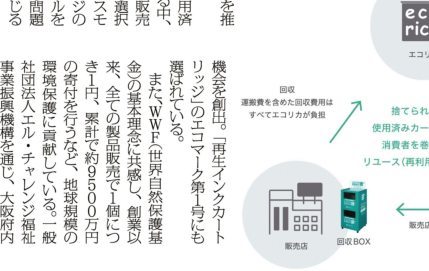 を推
用済
る中、
販売
選択
スモ
ジの
ルを
問題
じる
機会を創出。「再生インクカート
リッジ」のエコマーク第1号にも
選ばれている。
また、WWF(世界自然保護基
金)の基本理念に共感し、創業以
来、全ての製品販売で1個につ
き1円、累計で約9500万円
の寄付を行うなど、地球規模の
環境保護に貢献している。一般
社団法人エル・チャレンジ福祉
事業振興機構を通じ、大阪府内
ec
ric
エコリ
回収
運搬費を含めた回収費用は
すべてエコリカが負担
捨てられ
使用済みカー
消費者を巻
リユース(再利用
販売店
回収BOX
販売店